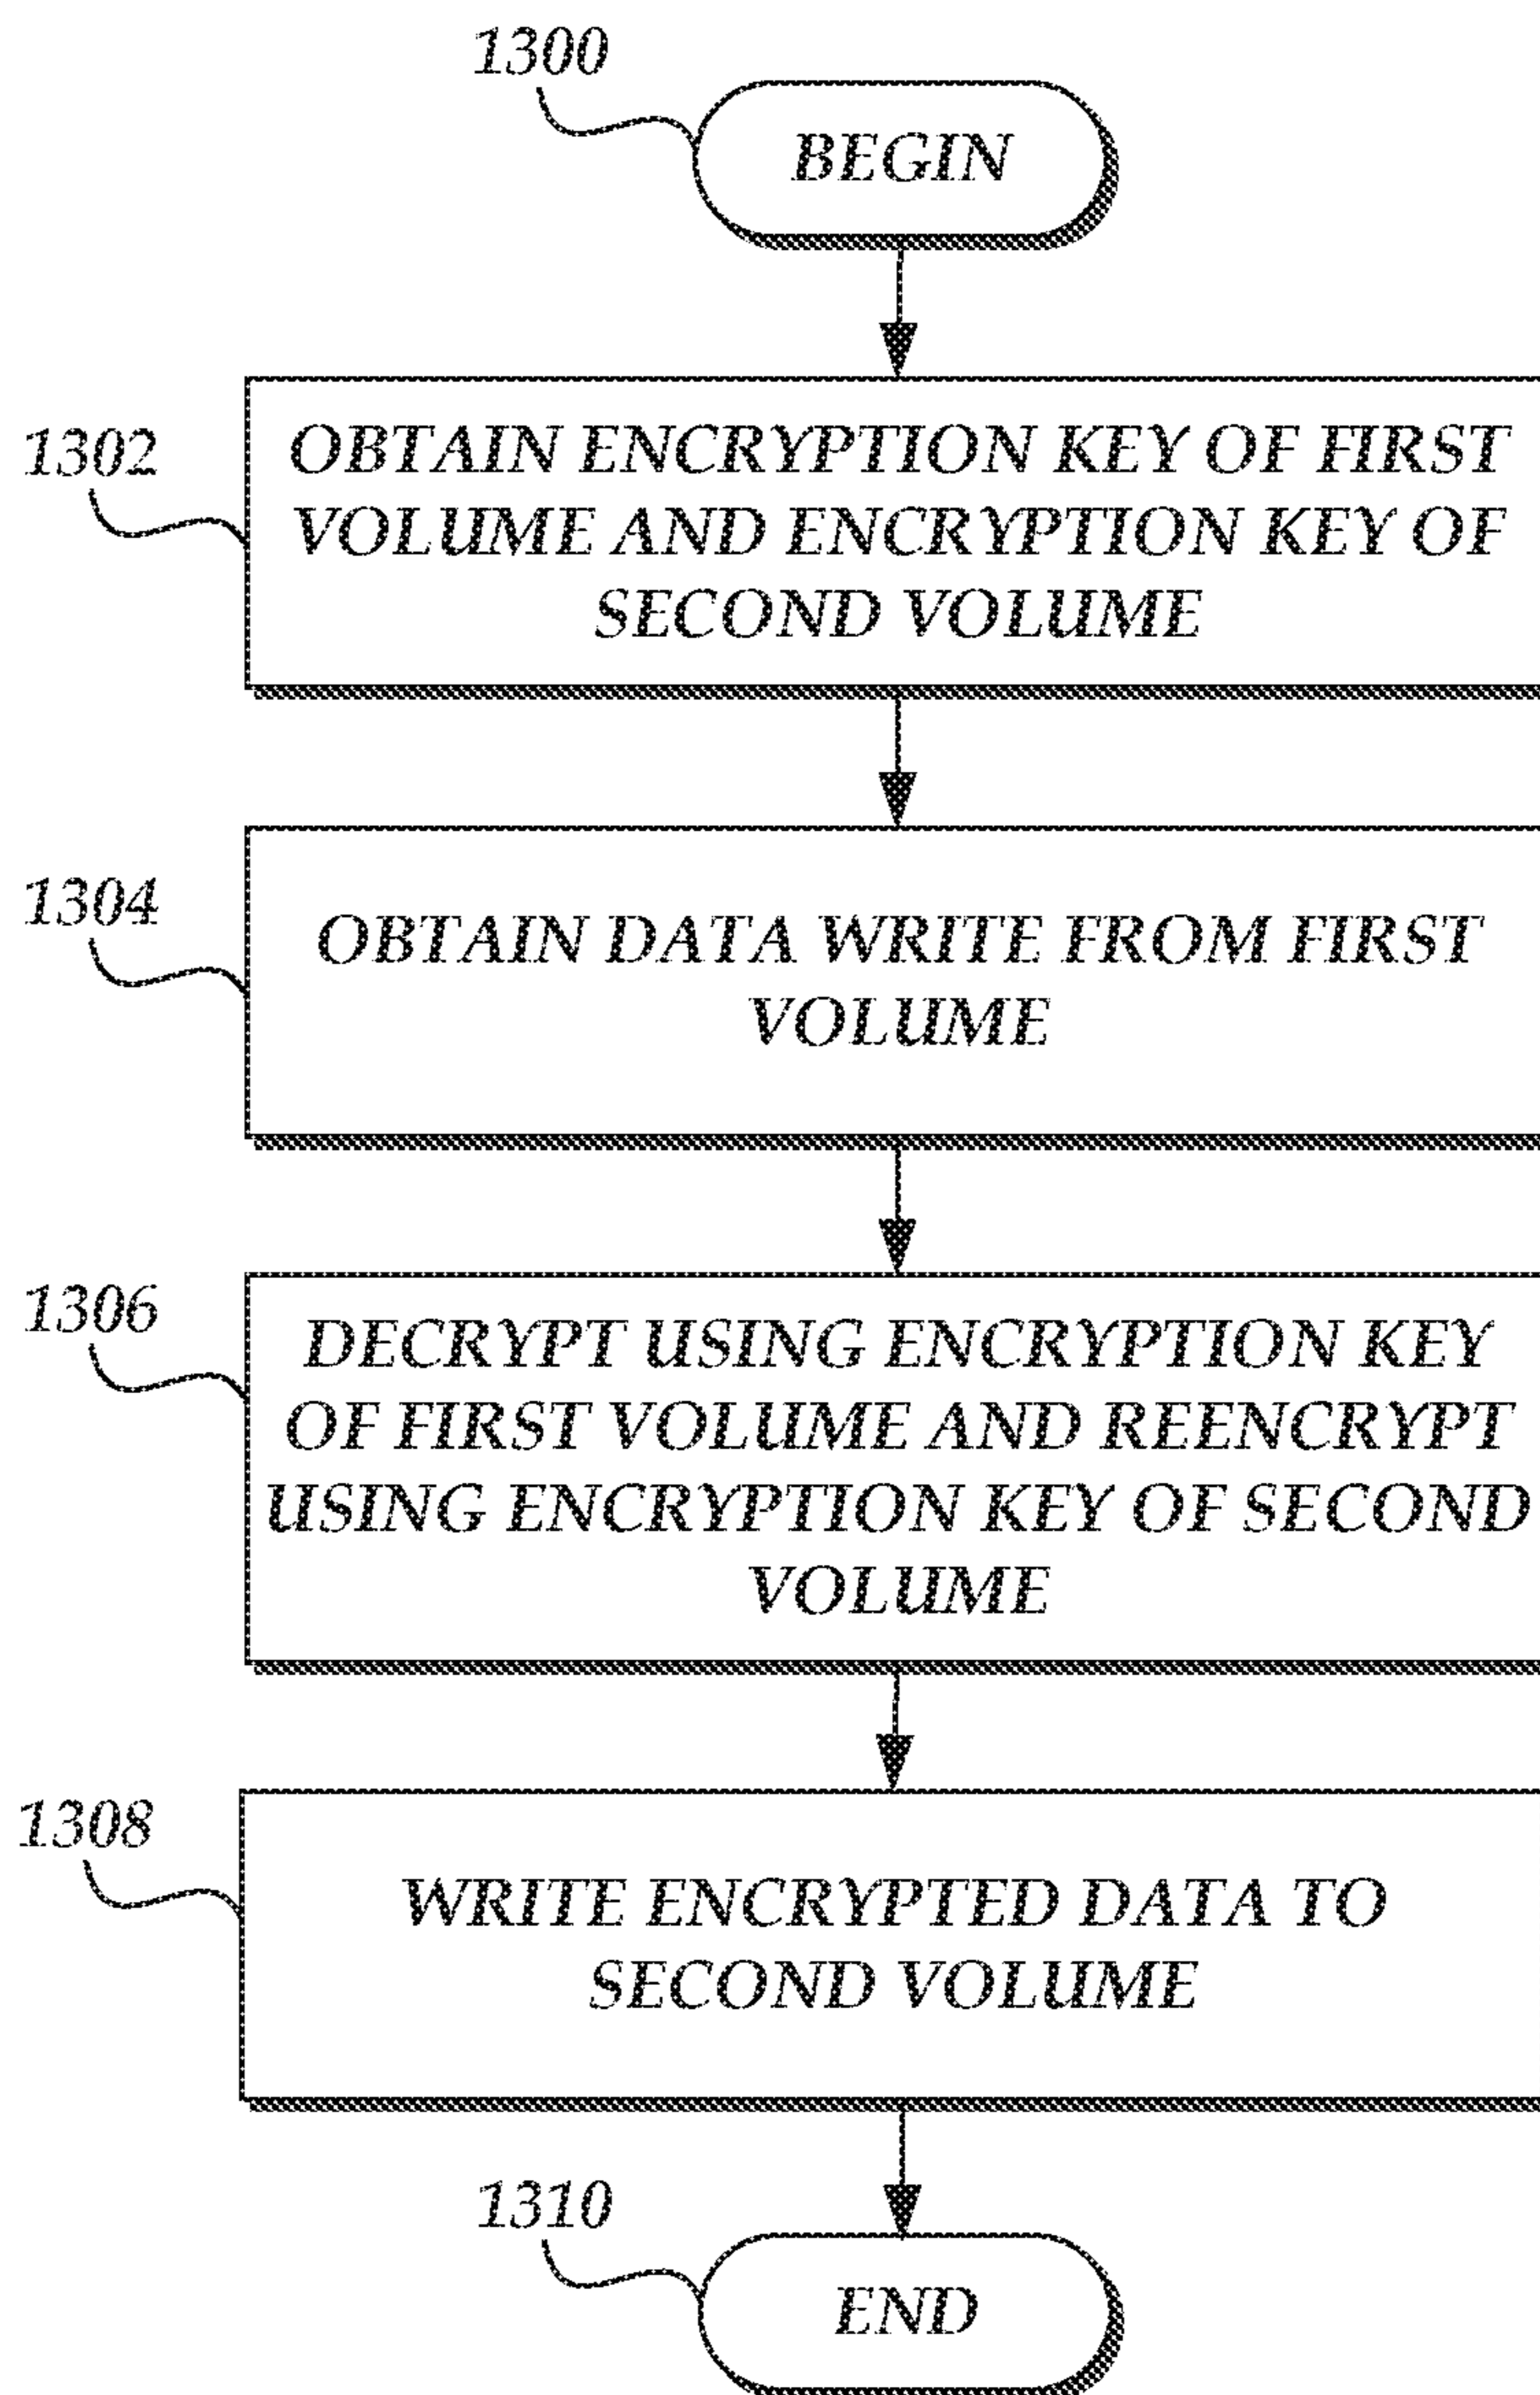 1300
BEGIN
1302
OBTAIN ENCRYPTION KEY OF FIRST
VOLUME AND ENCRYPTION KEY OF
SECOND VOLUME
1304
OBTAIN DATA WRITE FROM FIRST
VOLUME
1306
DECRYPT USING ENCRYPTION KEY
OF FIRST VOLUME AND REENCRYPT
USING ENCRYPTION KEY OF SECOND
VOLUME
1308
WRITE ENCRYPTED DATA TO
SECOND VOLUME
1310
END